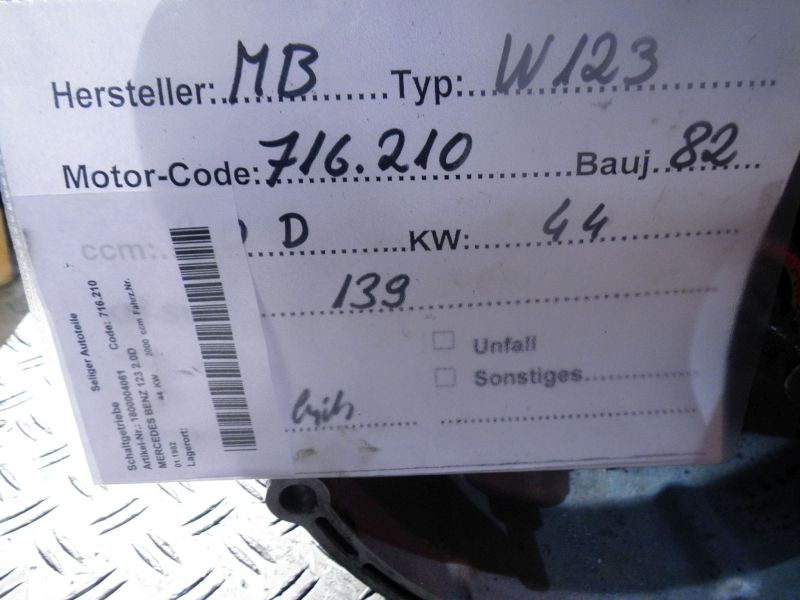 Hersteller: MB Typ: W123
Motor-Code: 716.210 Bauj. 82
ccm: D KW: 44
139
Unfall
Sonstiges
Seliger Autoteile
Schaltgetriebe Code: 716.210
Artikel-Nr.: 1800004061
MERCEDES BENZ 123 2.0D
44 KW 2000 ccm Fahrz.Nr.
01.1982
Lagerort: